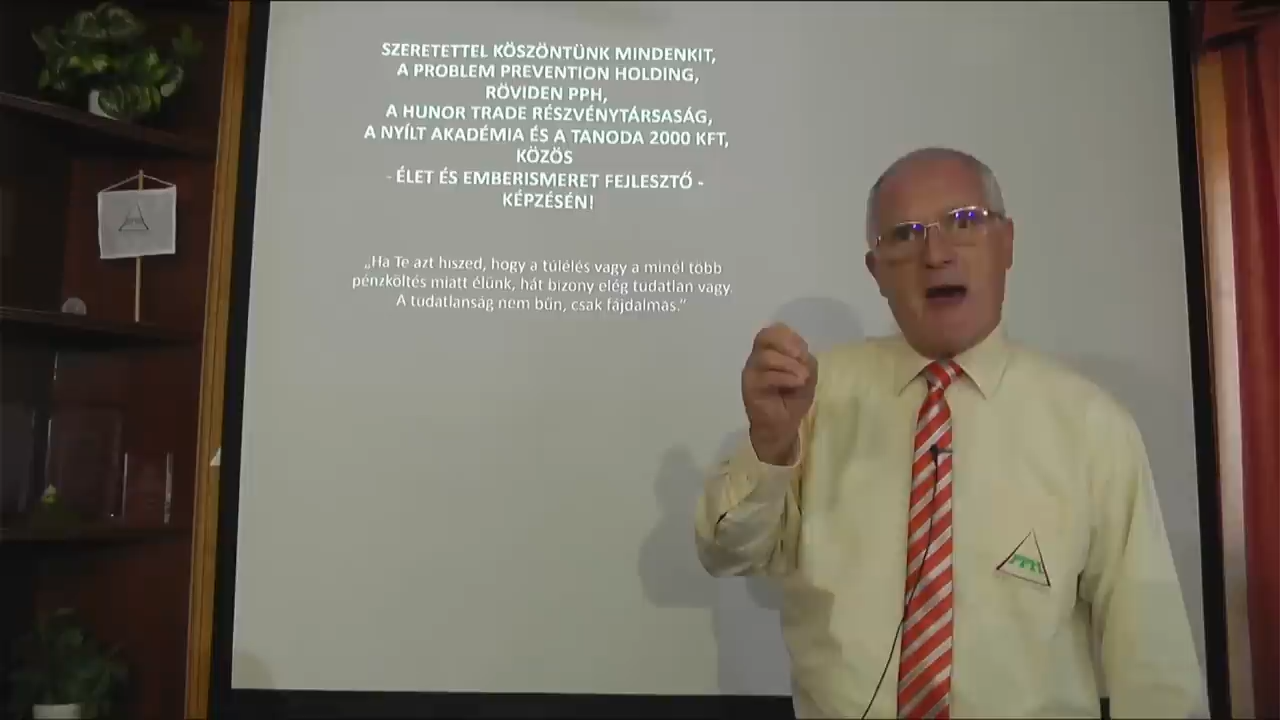 SZERETETTEL KÖSZÖNTÜNK MINDENKIT,
A PROBLEM PREVENTION HOLDING,
RÖVIDEN PPH,
A HUNOR TRADE RÉSZVÉNYTÁRSASÁG,
A NYÍLT AKADÉMIA ÉS A TANODA 2000 KFT,
KÖZÖS
- ÉLET ÉS EMBERISMERET FEJLESZTŐ -
KÉPZÉSÉN!
„Ha Te azt hiszed, hogy a túlélés vagy a minél több
pénzköltés miatt élünk, hát bizony elég tudatlan vagy.
A tudatlanság nem bűn, csak fájdalmas.”
PPH